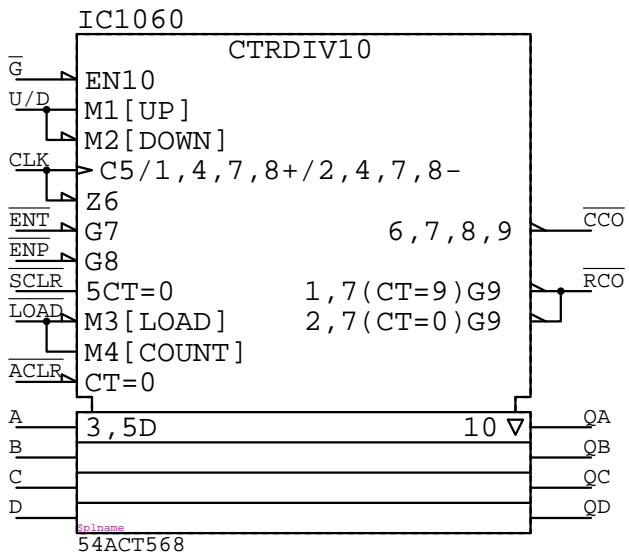 IC1060
CTRDIV10
G
EN10
U/D
M1[UP]
M2[DOWN]
CLK
C5/1,4,7,8+/2,4,7,8-
Z6
ENT
G7
6,7,8,9
CCO
ENP
G8
SCLR
5CT=0
1,7(CT=9)G9
RCO
LOAD
M3[LOAD]
2,7(CT=0)G9
M4[COUNT]
ACLR
CT=0
A
3,5D
10 ▽
QA
B
QB
C
QC
D
QD
Splname
54ACT568